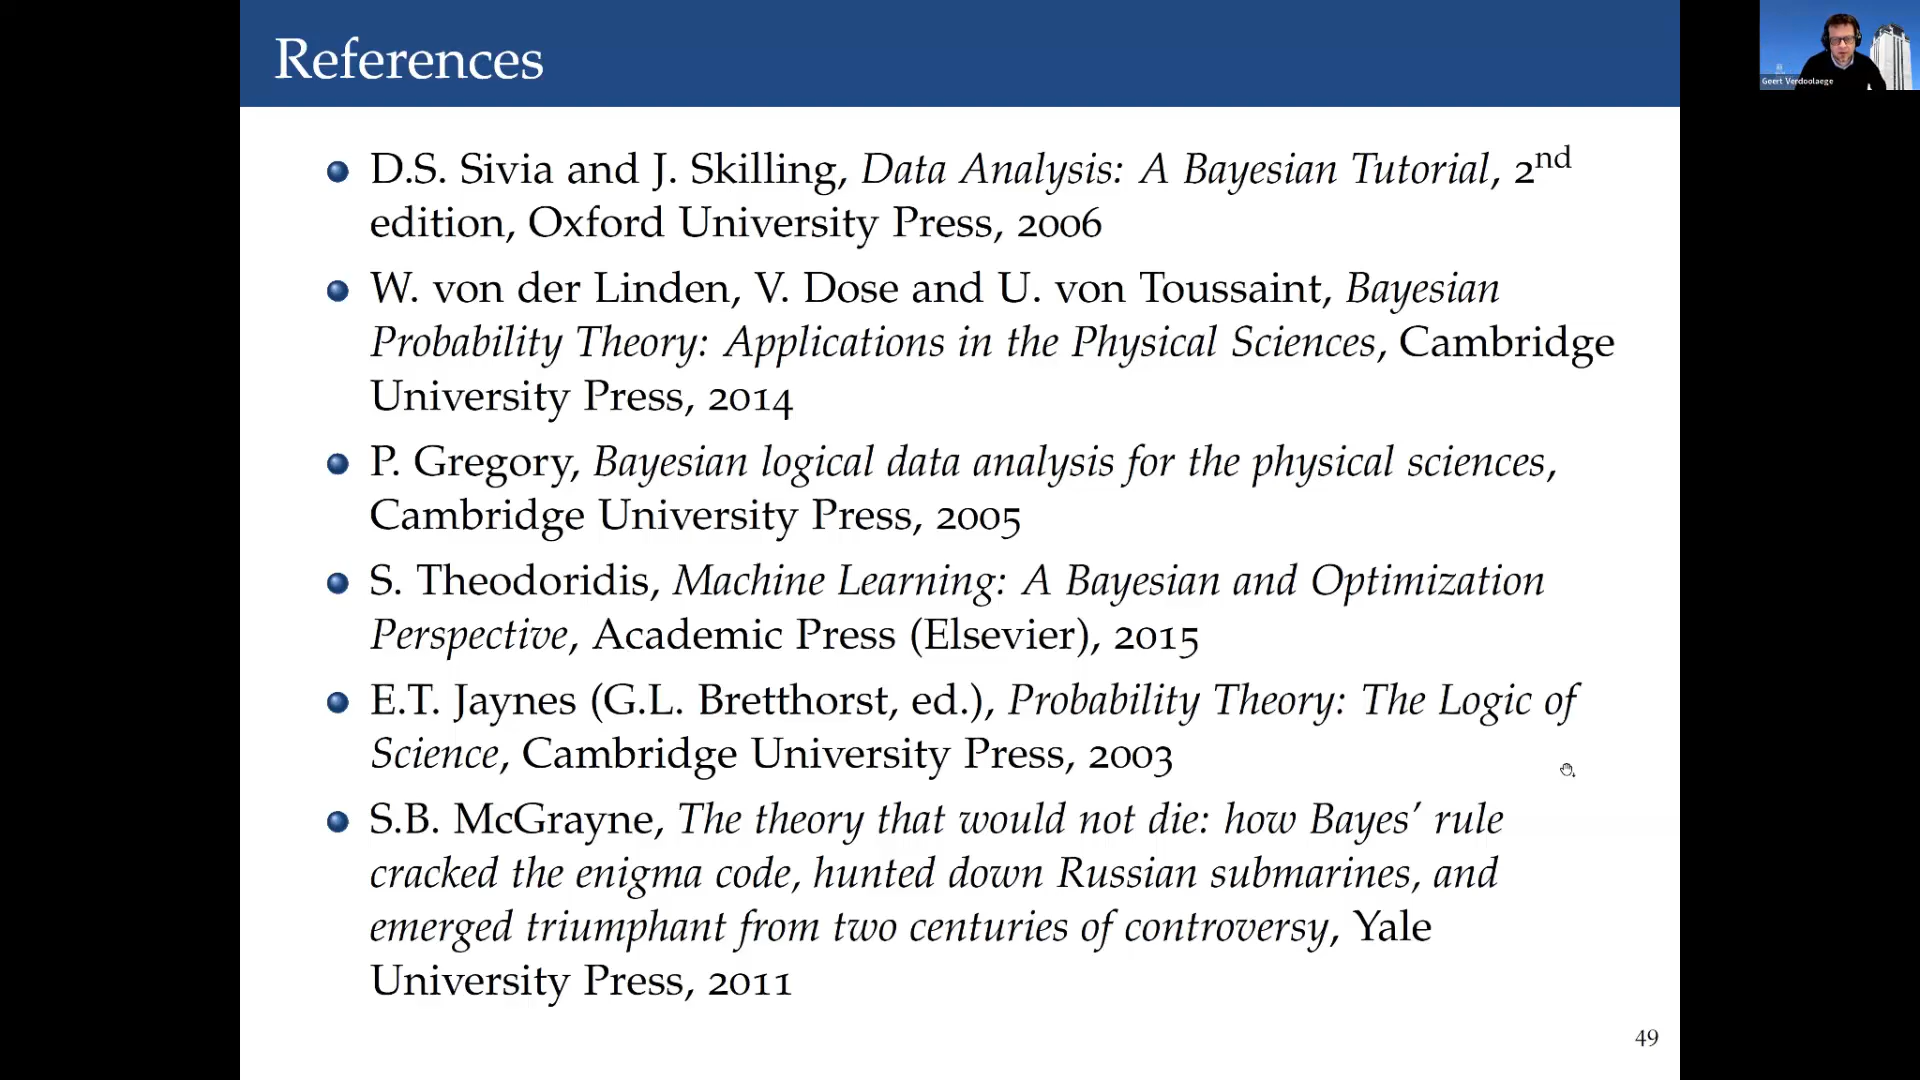 References
Geert Verdoolaege
D.S. Sivia and J. Skilling, Data Analysis: A Bayesian Tutorial, 2nd
edition, Oxford University Press, 2006
W. von der Linden, V. Dose and U. von Toussaint, Bayesian
Probability Theory: Applications in the Physical Sciences, Cambridge
University Press, 2014
P. Gregory, Bayesian logical data analysis for the physical sciences,
Cambridge University Press, 2005
S. Theodoridis, Machine Learning: A Bayesian and Optimization
Perspective, Academic Press (Elsevier), 2015
E.T. Jaynes (G.L. Bretthorst, ed.), Probability Theory: The Logic of
Science, Cambridge University Press, 2003
S.B. McGrayne, The theory that would not die: how Bayes’ rule
cracked the enigma code, hunted down Russian submarines, and
emerged triumphant from two centuries of controversy, Yale
University Press, 2011
49